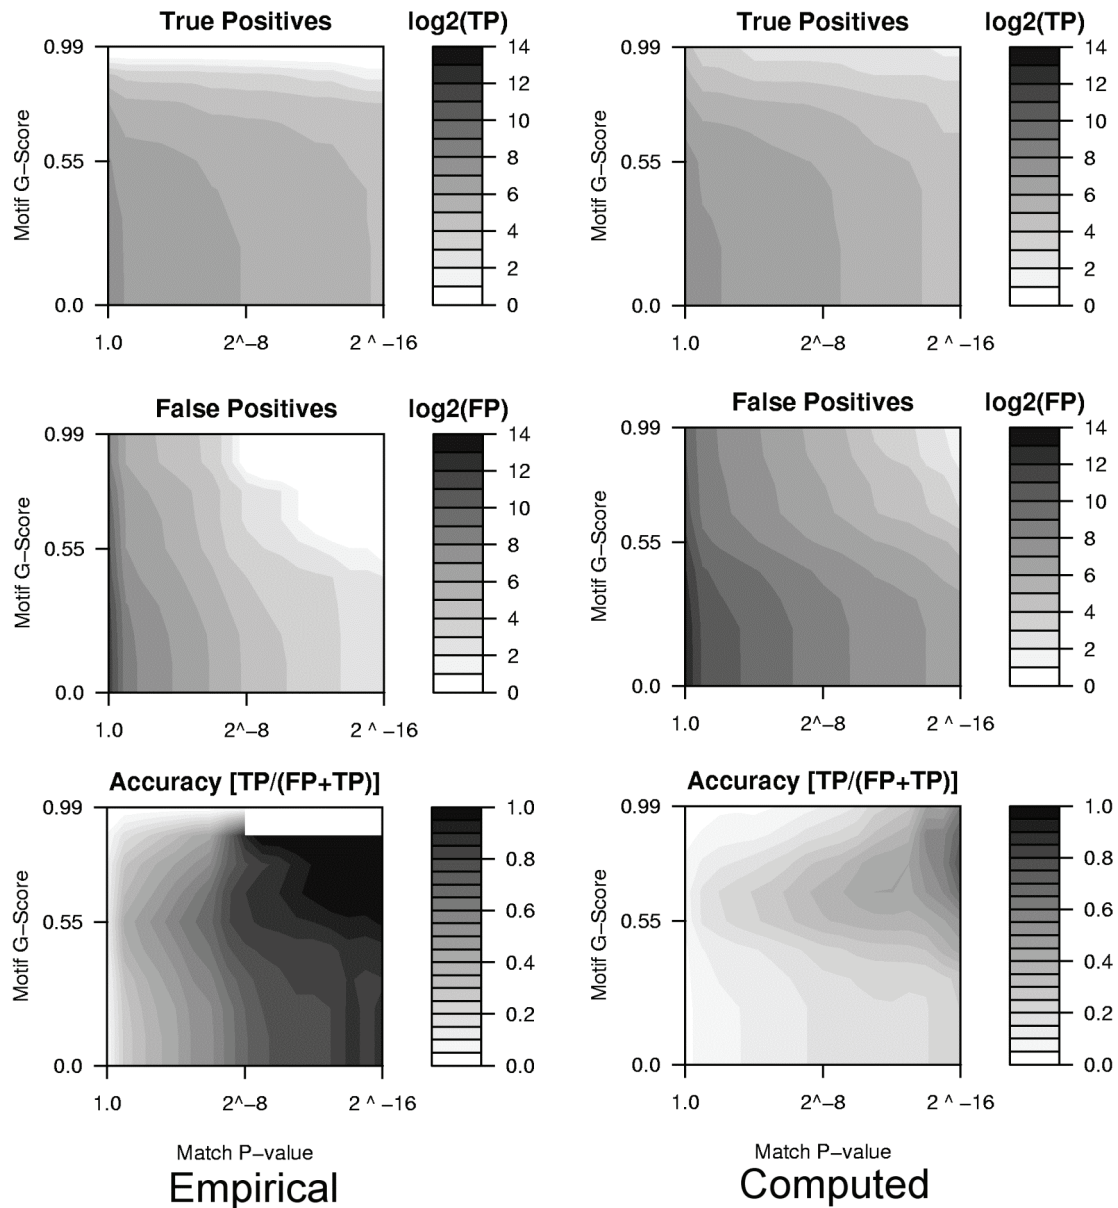 True Positives
log2(TP)
True Positives
log2(TP)
0.99
0.55
0.0
Motif G−Score
1.0
2^−8
2 ^ −16
14
12
10
8
6
4
2
0
0.99
0.55
0.0
Motif G−Score
1.0
2^−8
2 ^ −16
14
12
10
8
6
4
2
0
False Positives
log2(FP)
False Positives
log2(FP)
0.99
0.55
0.0
Motif G−Score
1.0
2^−8
2 ^ −16
14
12
10
8
6
4
2
0
0.99
0.55
0.0
Motif G−Score
1.0
2^−8
2 ^ −16
14
12
10
8
6
4
2
0
Accuracy [TP/(FP+TP)]
Accuracy [TP/(FP+TP)]
0.99
0.55
0.0
Motif G−Score
1.0
2^−8
2 ^ −16
1.0
0.8
0.6
0.4
0.2
0.0
0.99
0.55
0.0
Motif G−Score
1.0
2^−8
2 ^ −16
1.0
0.8
0.6
0.4
0.2
0.0
Match P−value
Match P−value
Empirical
Computed